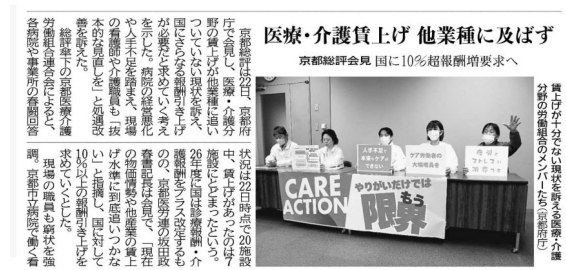 医療・介護賃上げ 他業種に及ばず
京都総評会見 国に10%超報酬増要求へ
京都総評は22日、京都府
庁で会見し、医療・介護分
野の賃上げが他業種に追い
ついていない現状を訴え、
国にさらなる報酬引き上げ
が必要だと求めていく考え
を示した。病院の経営悪化
や人手不足を踏まえ、現場
の看護師や介護職員も「抜
本的な見直しを」と処遇改
善を訴えた。
総評傘下の京都医療介護
労働組合連合会によると、
各病院や事業所の春闘回答
状況は22日時点で20施設
中、賃上げがあったのは7
施設にとどまったという。
26年度に国は診療報酬・介
護報酬をプラス改定するも
のの、京都医労連の坂田政
春書記長は会見で、「現在
の物価情勢や他産業の賃上
げ水準に到底追いつかな
い」と指摘し、国に対して
10%以上の報酬引き上げを
求めていくとした。
現場の職員も窮状を強
調。京都市立病院で働く看
人手不足で
ケア労働者の
大幅増員を
CARE
ACTION
やりがいだけでは
もう
限界
賃上げが十分でない現状を訴える医療・介護
分野の労働組合のメンバーたち(京都府庁)